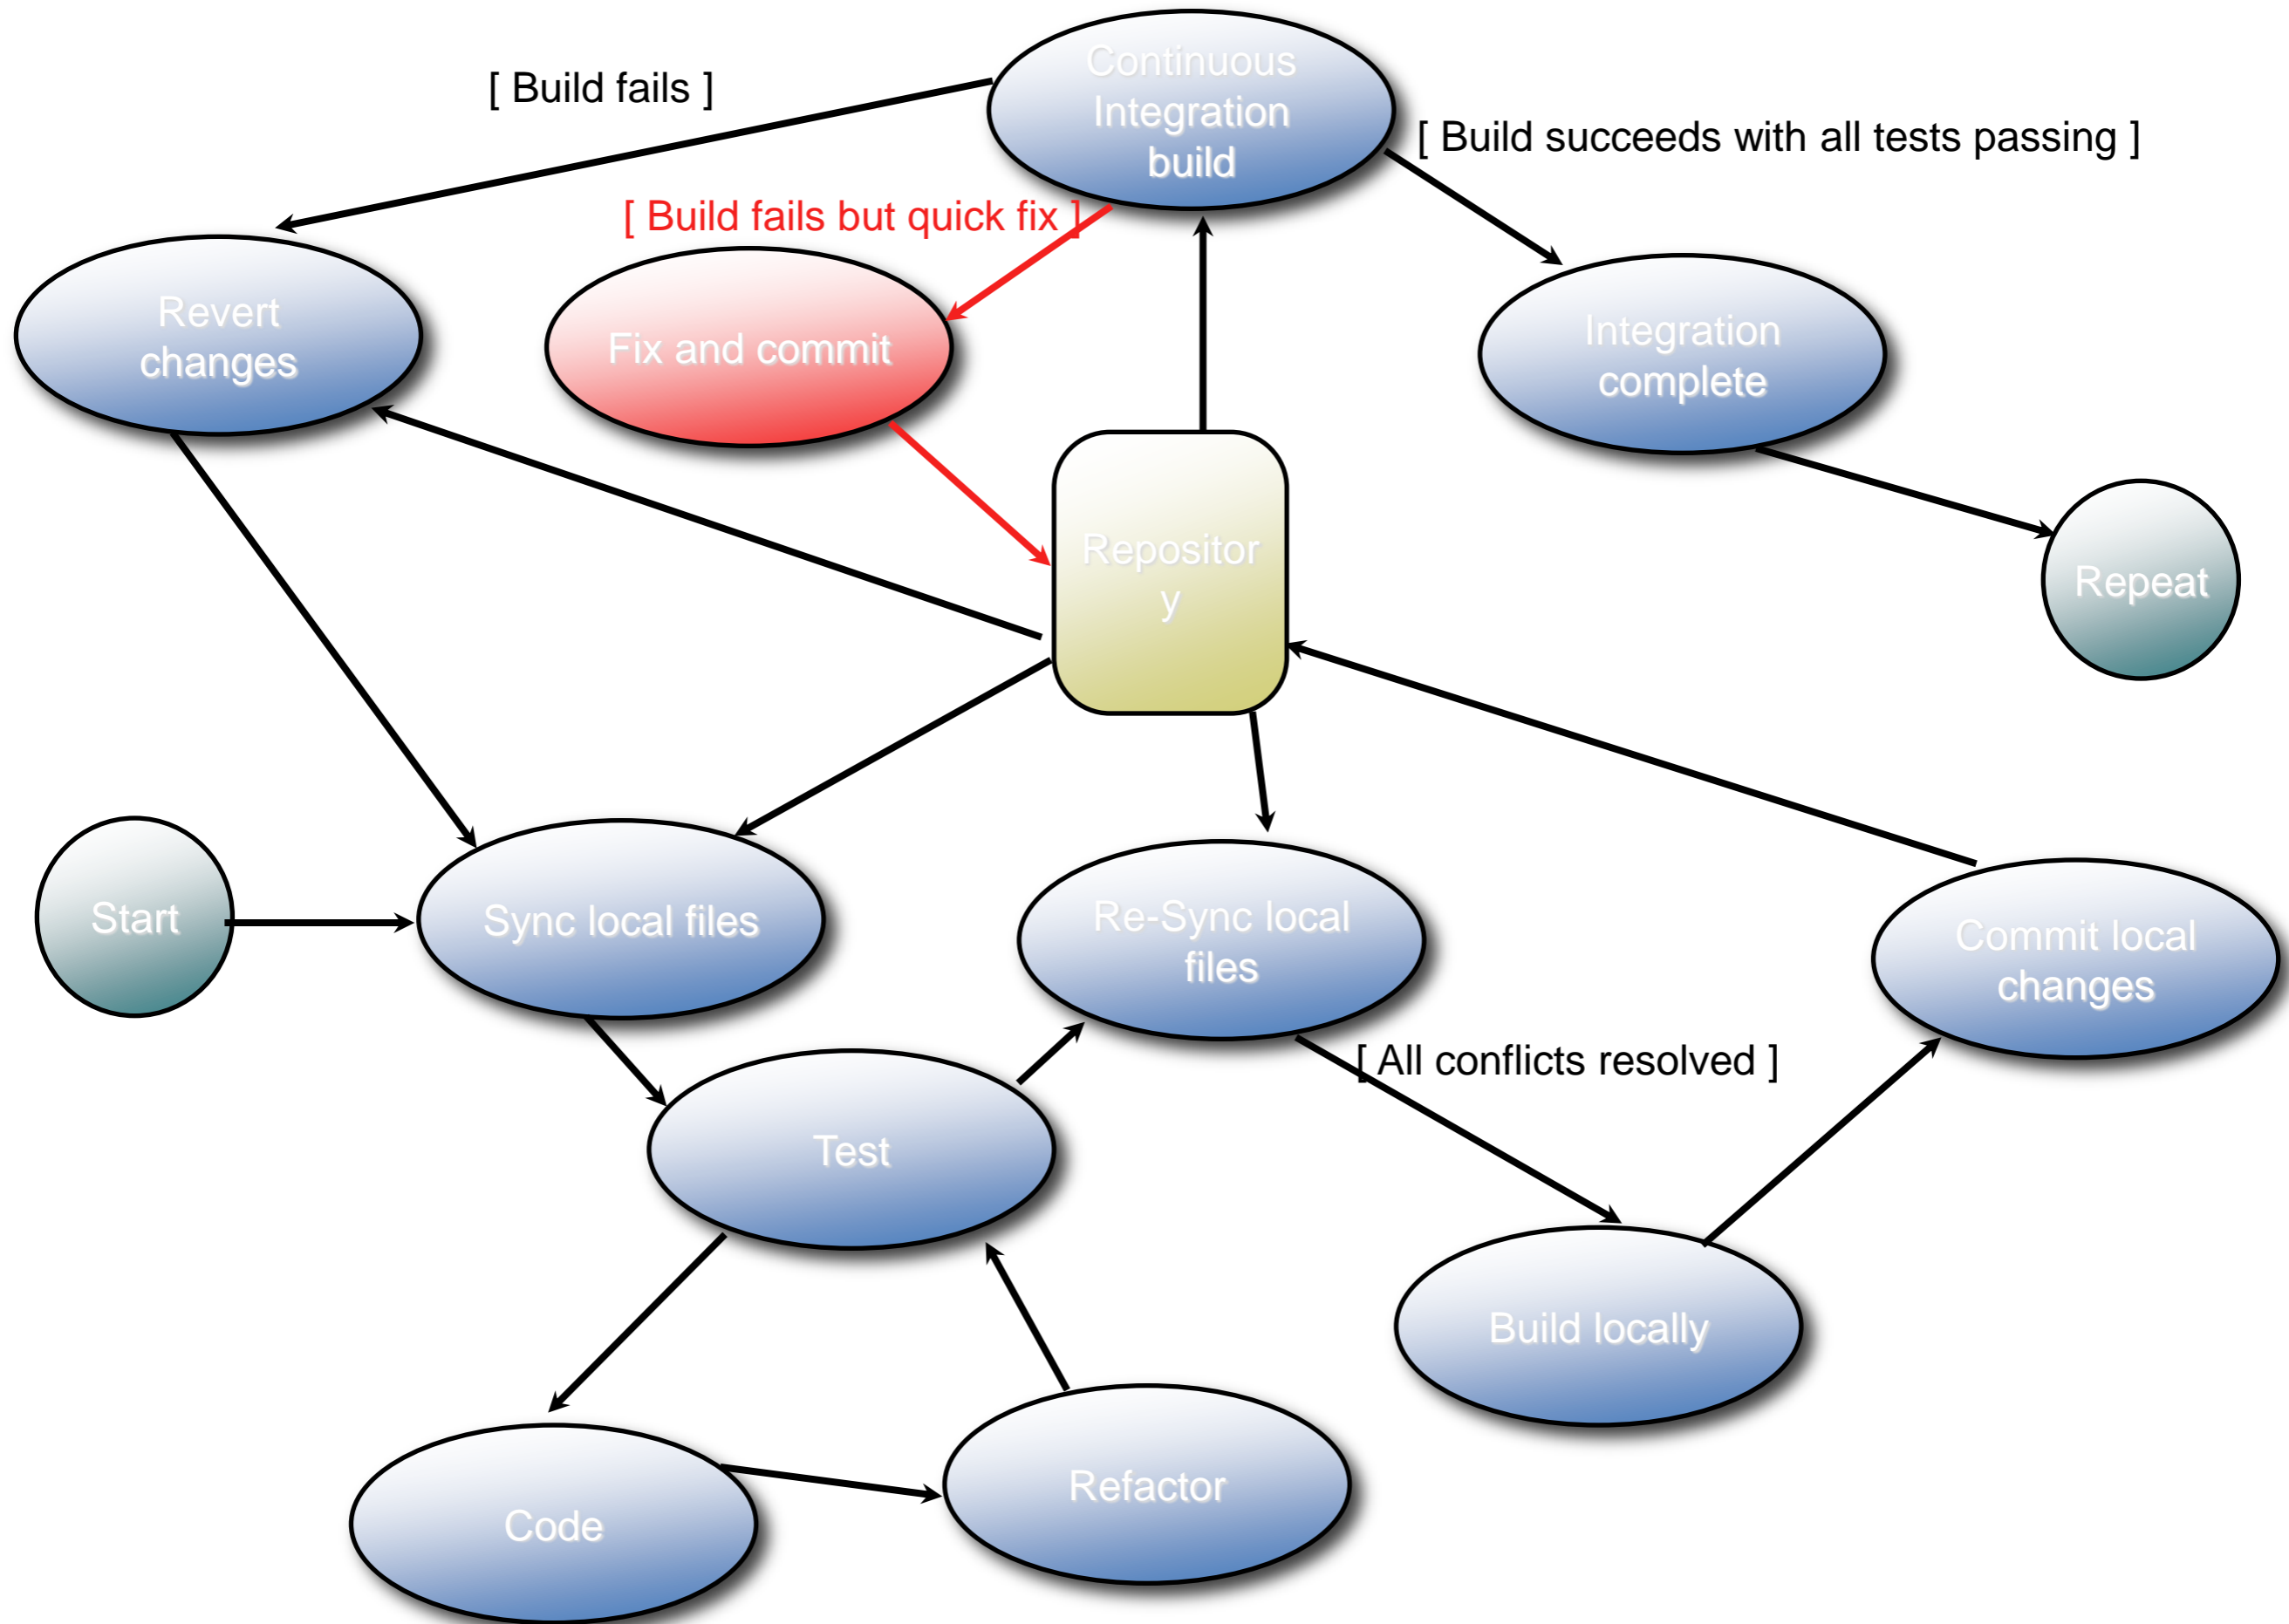 Continuous
Integration
build
[ Build fails ]
[ Build succeeds with all tests passing ]
[ Build fails but quick fix ]
Revert
changes
Fix and commit
Integration
complete
Repositor
y
Repeat
Start
Sync local files
Re-Sync local
files
Commit local
changes
[ All conflicts resolved ]
Test
Build locally
Refactor
Code